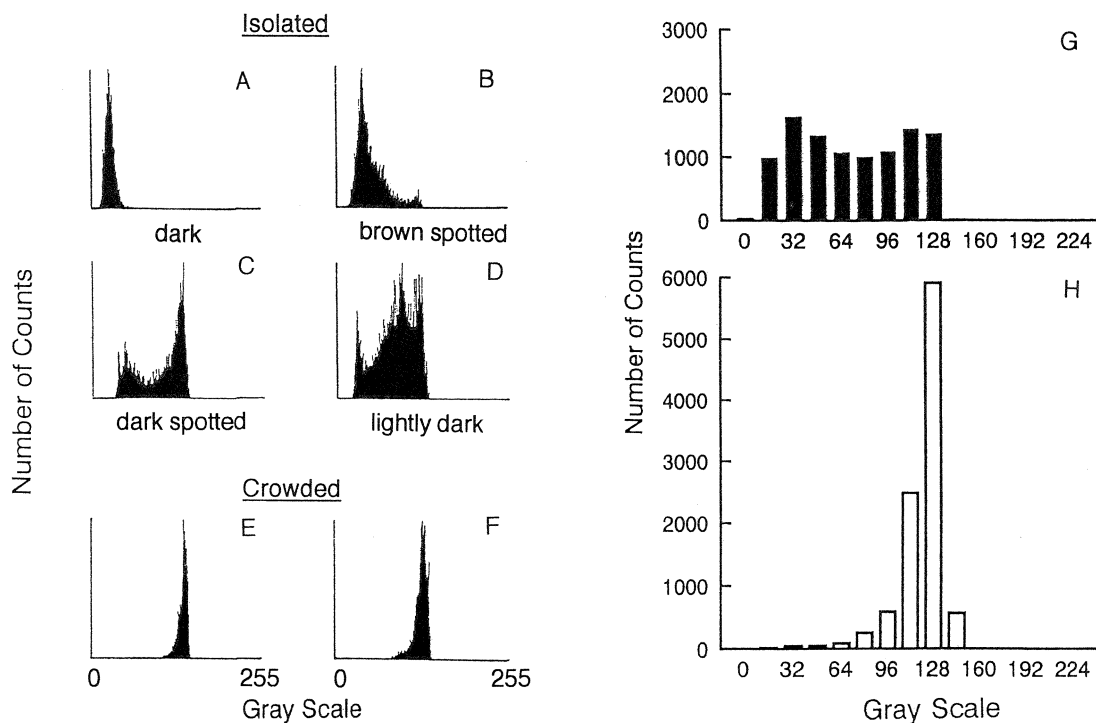 Isolated
A
B
dark
brown spotted
C
D
dark spotted
lightly dark
Number of Counts
Crowded
E
F
0 255 0 255
Gray Scale
G
3000
2000
1000
0
0 32 64 96 128 160 192 224
Number of Counts
H
6000
5000
4000
6000
3000
2000
1000
0
0 32 64 96 128 160 192 224
Gray Scale